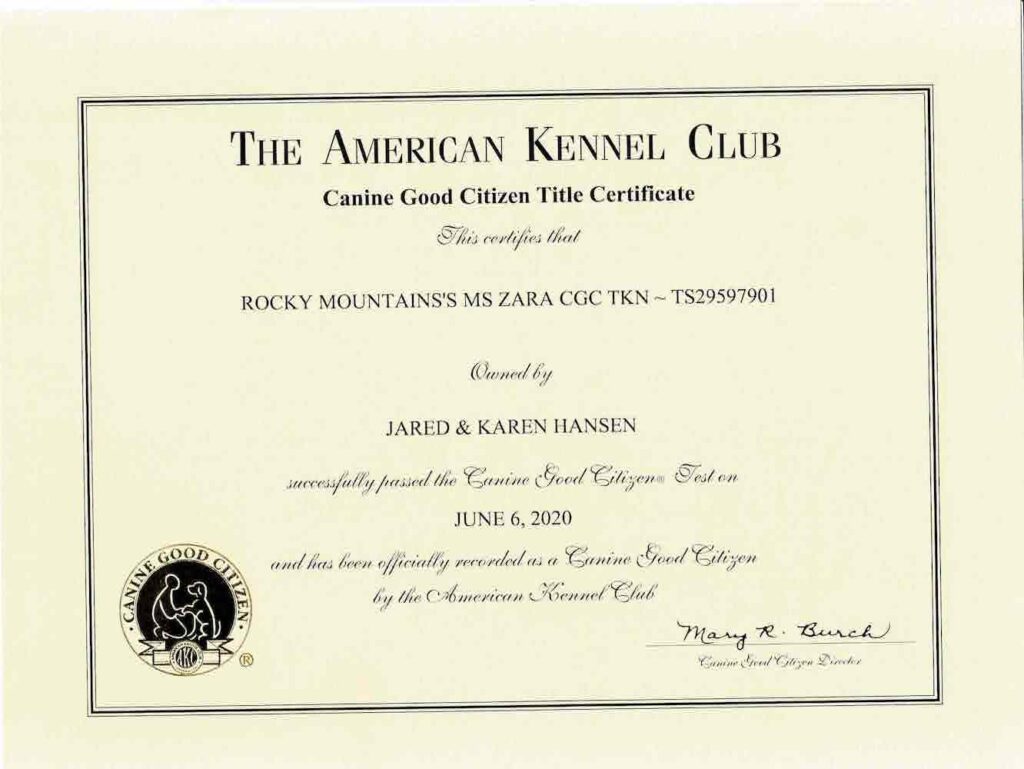 THE AMERICAN KENNEL CLUB
Canine Good Citizen Title Certificate
This certifies that
ROCKY MOUNTAINS'S MS ZARA CGC TKN ~ TS29597901
Owned by
JARED & KAREN HANSEN
successfully passed the Canine Good Citizen® Test on
JUNE 6, 2020
and has been officially recorded as a Canine Good Citizen
by the American Kennel Club
· CANINE GOOD CITIZEN ·
AKC
®
Mary R. Burch
Canine Good Citizen Director